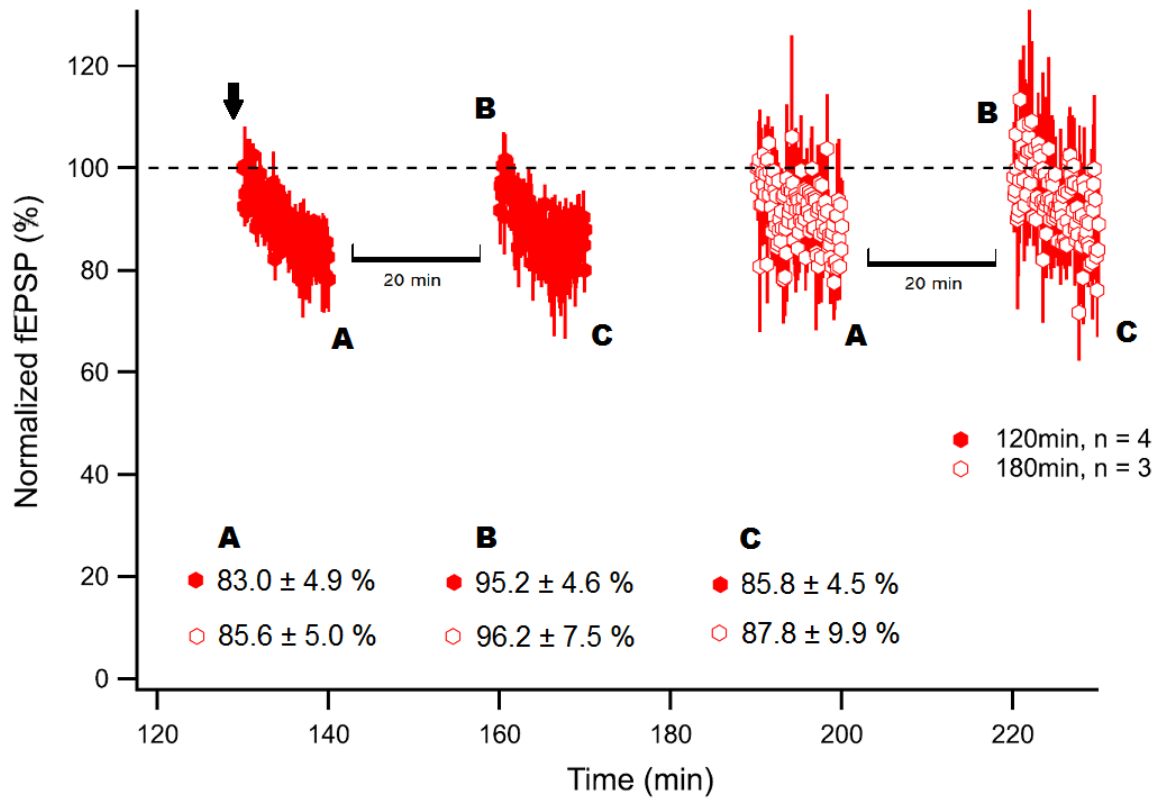 Normalized fEPSP (%)
120
100
80
60
40
20
0
B
B
20 min
20 min
A
C
A
C
120min, n = 4
180min, n = 3
A
B
C
83.0 ± 4.9 %
95.2 ± 4.6 %
85.8 ± 4.5 %
85.6 ± 5.0 %
96.2 ± 7.5 %
87.8 ± 9.9 %
120
140
160
180
200
220
Time (min)